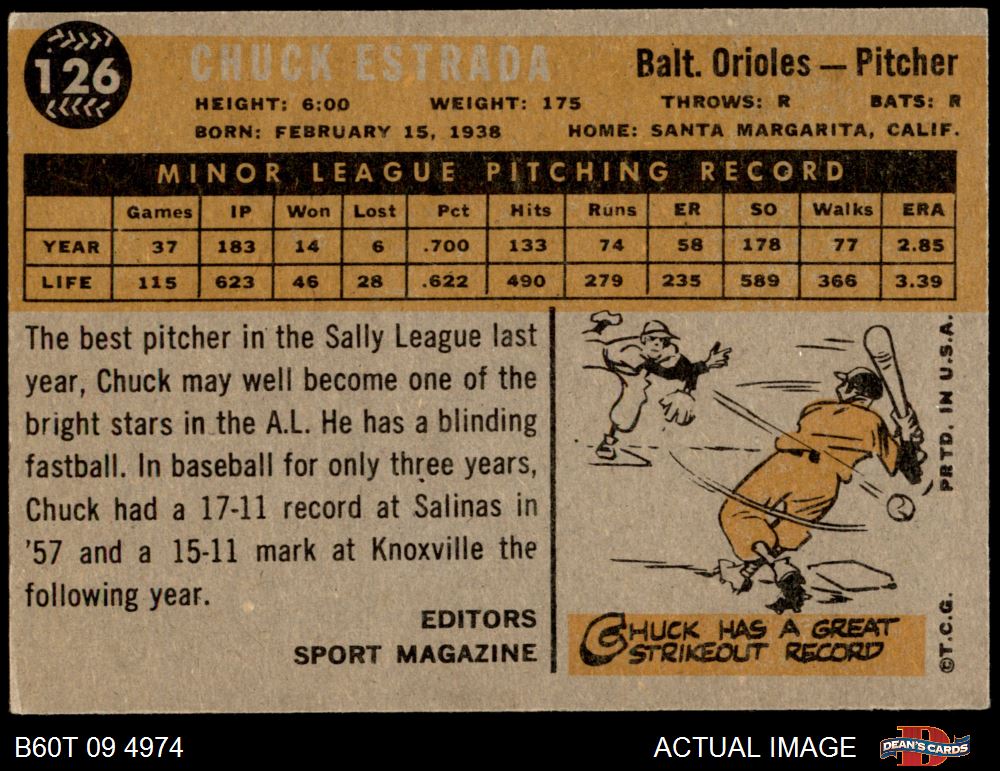 126
CHUCK ESTRADA
Balt. Orioles — Pitcher
HEIGHT: 6:00 WEIGHT: 175 THROWS: R BATS: R
BORN: FEBRUARY 15, 1938 HOME: SANTA MARGARITA, CALIF.
MINOR LEAGUE PITCHING RECORD
Games IP Won Lost Pct Hits Runs ER SO Walks ERA
YEAR 37 183 14 6 .700 133 74 58 178 77 2.85
LIFE 115 623 46 28 .622 490 279 235 589 366 3.39
The best pitcher in the Sally League last
year, Chuck may well become one of the
bright stars in the A.L. He has a blinding
fastball. In baseball for only three years,
Chuck had a 17-11 record at Salinas in
'57 and a 15-11 mark at Knoxville the
following year.
EDITORS
SPORT MAGAZINE
CHUCK HAS A GREAT
STRIKEOUT RECORD
©T.C.G. PRTD. IN U.S.A.
B60T 09 4974
ACTUAL IMAGE
DEAN'S CARDS